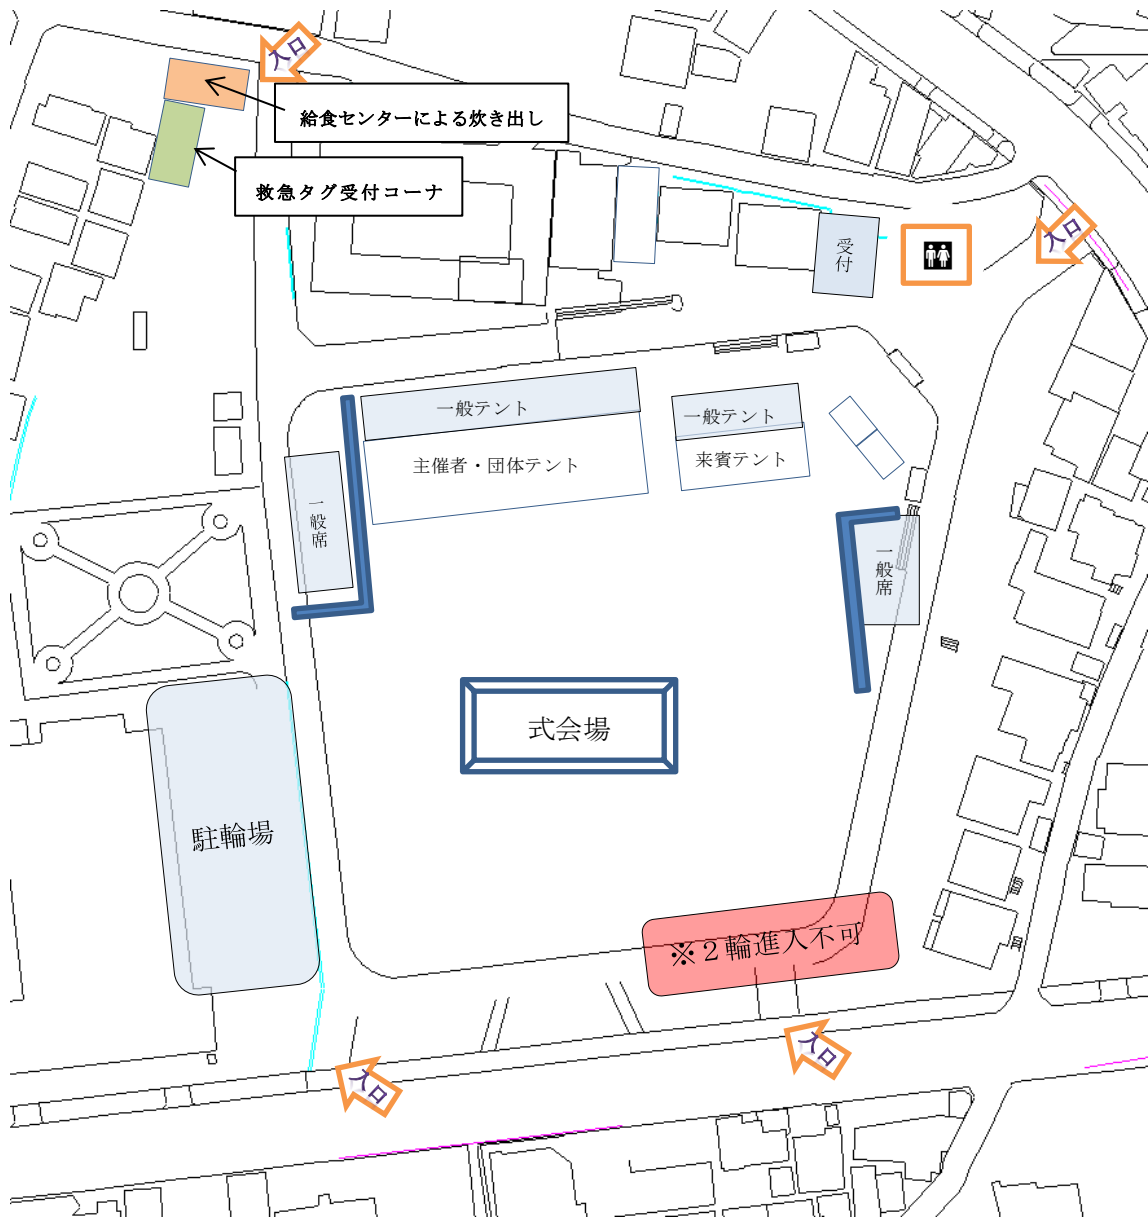 入口
給食センターによる炊き出し
救急タグ受付コーナ
入口
受付
一般テント
主催者・団体テント
一般テント
来賓テント
一般席
一般席
式会場
駐輪場
※２輪進入不可
入口
入口